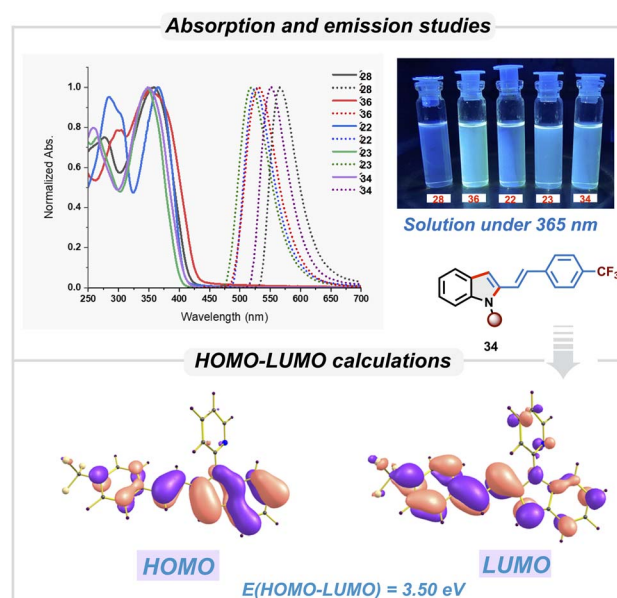 Absorption and emission studies
Normalized Abs.
1.0
0.8
0.6
0.4
0.2
0.0
250 300 350 400 450 500 550 600 650 700
Wavelength (nm)
28
28
36
36
22
22
23
23
34
34
28 36 22 23 34
Solution under 365 nm
CF3
N
34
HOMO-LUMO calculations
HOMO
LUMO
E(HOMO-LUMO) = 3.50 eV